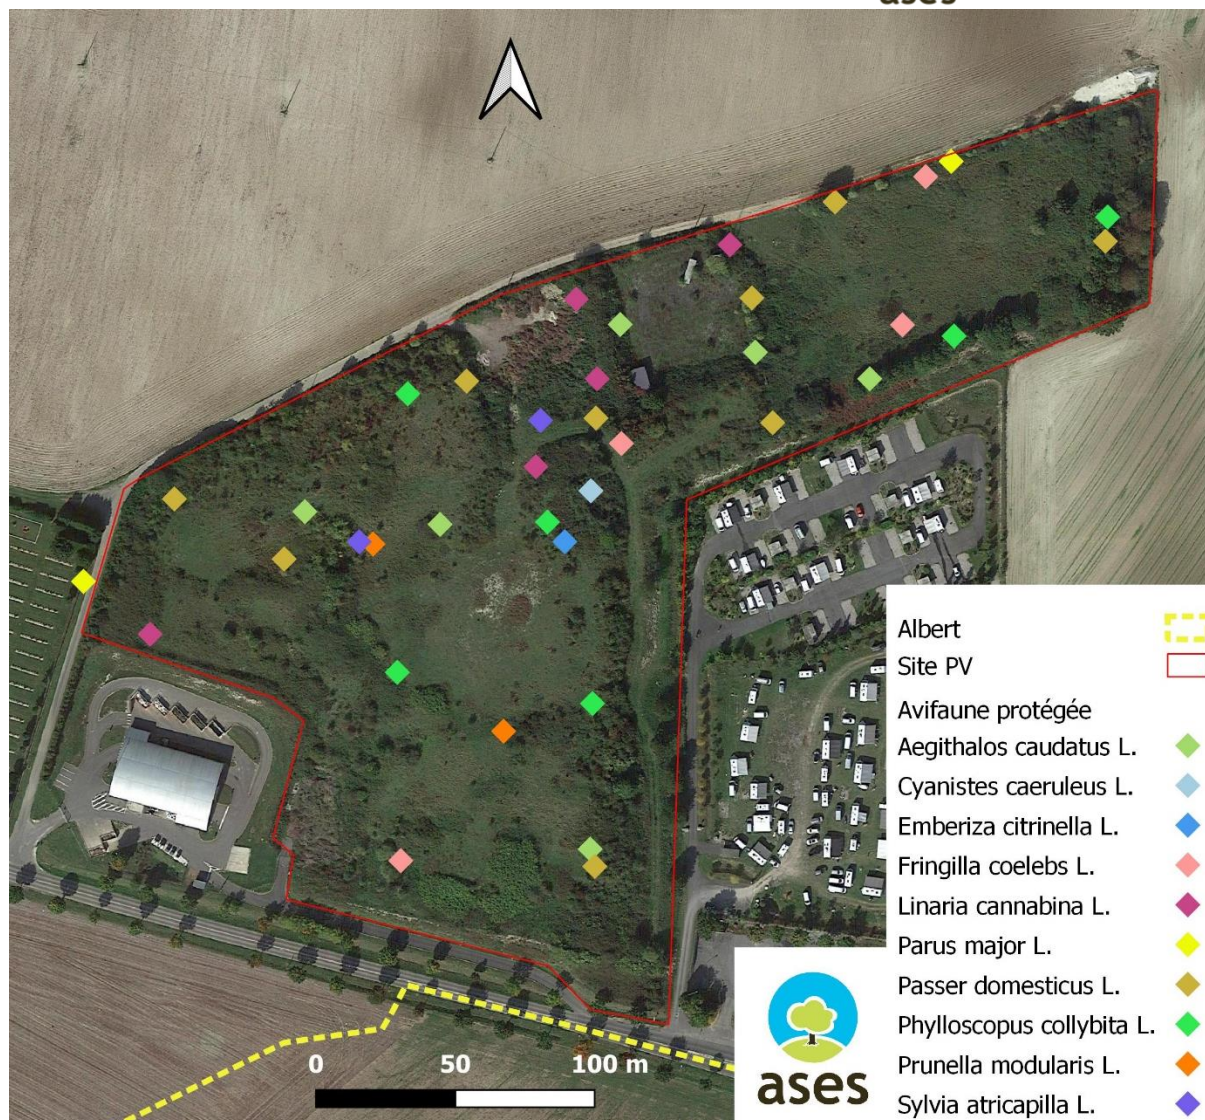 ases
Albert
Site PV
Avifaune protégée
Aegithalos caudatus L.
Cyanistes caeruleus L.
Emberiza citrinella L.
Fringilla coelebs L.
Linaria cannabina L.
Parus major L.
Passer domesticus L.
Phylloscopus collybita L.
Prunella modularis L.
Sylvia atricapilla L.
0 50 100 m
ases